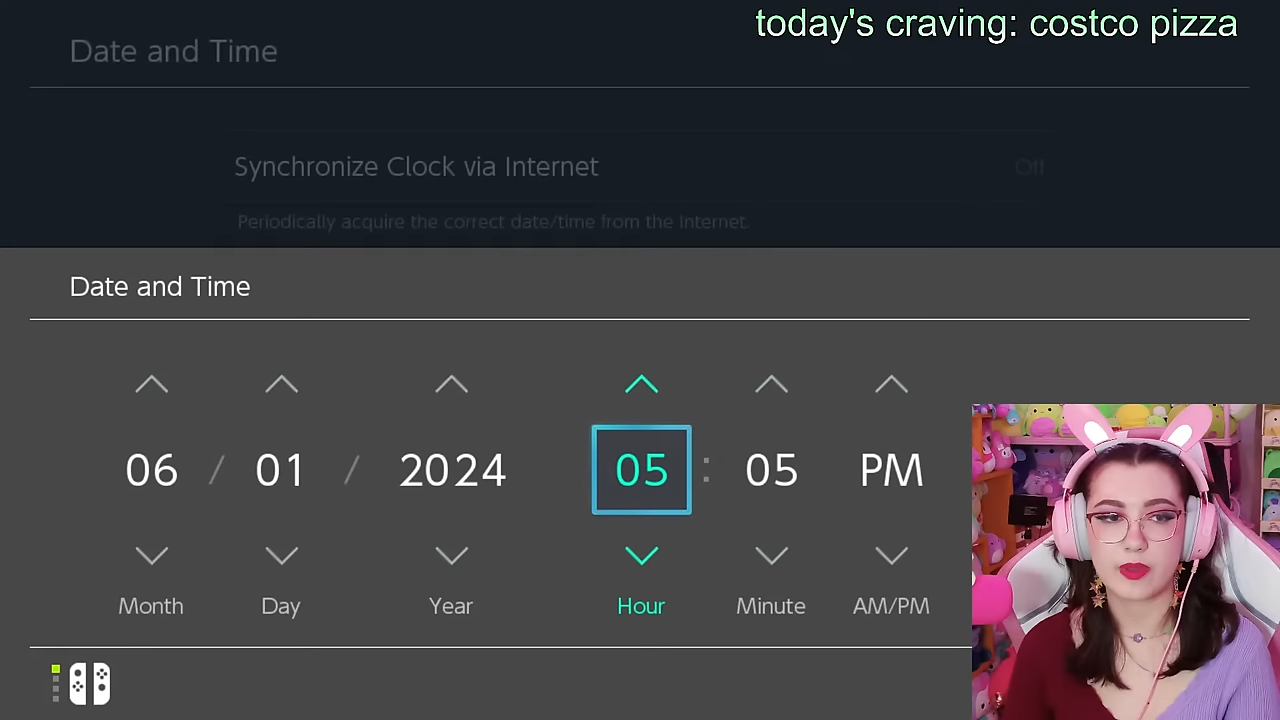 today's craving: costco pizza
Date and Time
Synchronize Clock via Internet Off
Periodically acquire the correct date/time from the Internet.
Date and Time
06 / 01 / 2024 05 : 05 PM
Month Day Year Hour Minute AM/PM